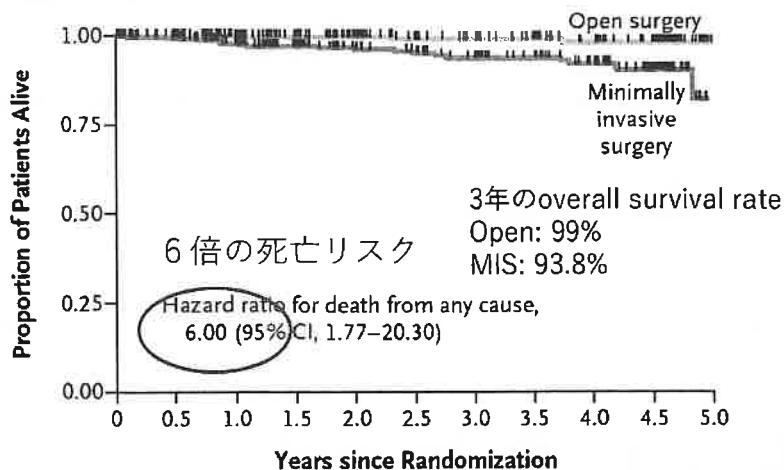 Open surgery
1.00
Minimally
invasive
surgery
0.75
3年のoverall survival rate
Open: 99%
MIS: 93.8%
0.50
6倍の死亡リスク
0.25
Hazard ratio for death from any cause,
6.00 (95% CI, 1.77–20.30)
0.00
0 0.5 1.0 1.5 2.0 2.5 3.0 3.5 4.0 4.5 5.0
Years since Randomization
Proportion of Patients Alive